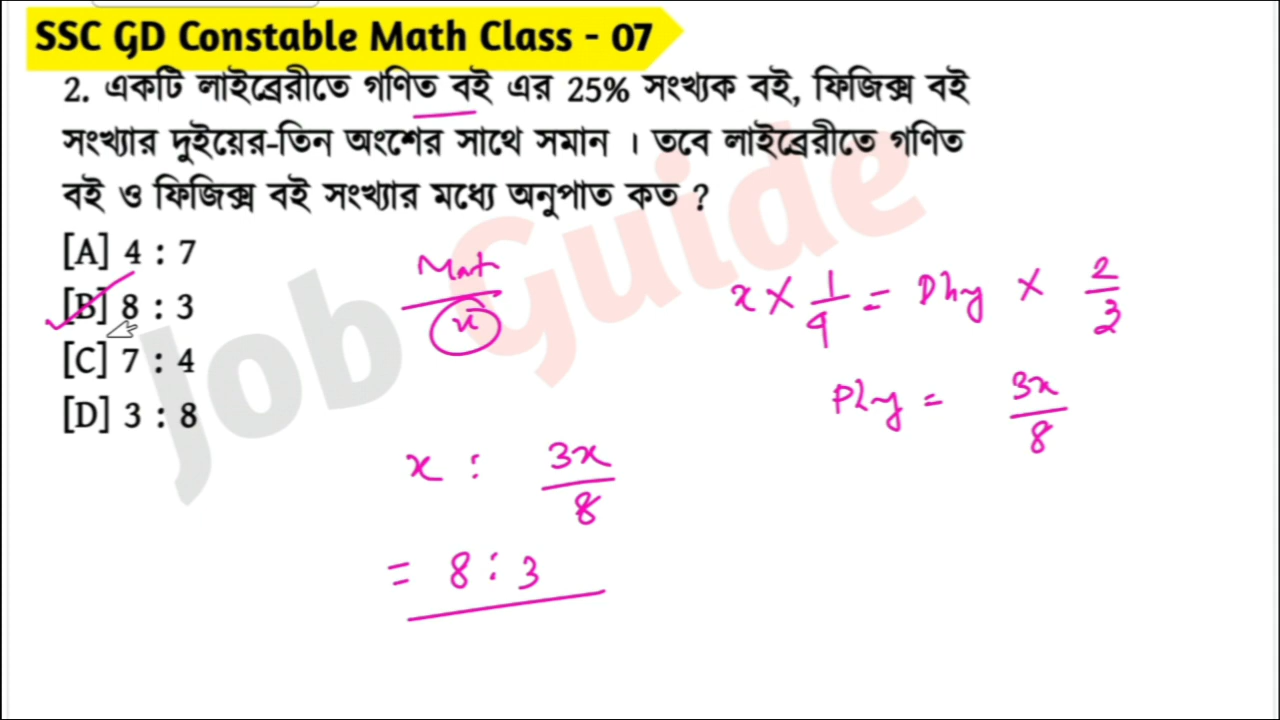 SSC GD Constable Math Class - 07
2. একটি লাইব্রেরীতে গণিত বই এর 25% সংখ্যক বই, ফিজিক্স বই
সংখ্যার দুইয়ের-তিন অংশের সাথে সমান । তবে লাইব্রেরীতে গণিত
বই ও ফিজিক্স বই সংখ্যার মধ্যে অনুপাত কত ?
[A] 4 : 7
[B] 8 : 3
[C] 7 : 4
[D] 3 : 8
Job Guide
Mat
x
x × 1/4 = Phy × 2/3
Phy = 3x/8
x : 3x/8
= 8 : 3